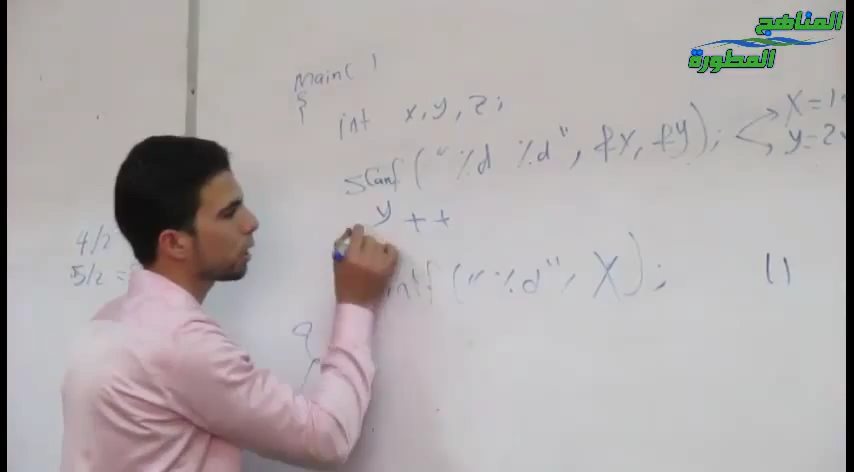 المناهج
المطورة
Main( )
{
int x,y,z;
scanf("%d %d", &x, &y);
x=1
y=2
y++
4/2
5/2 =
intf("%d", X);
11